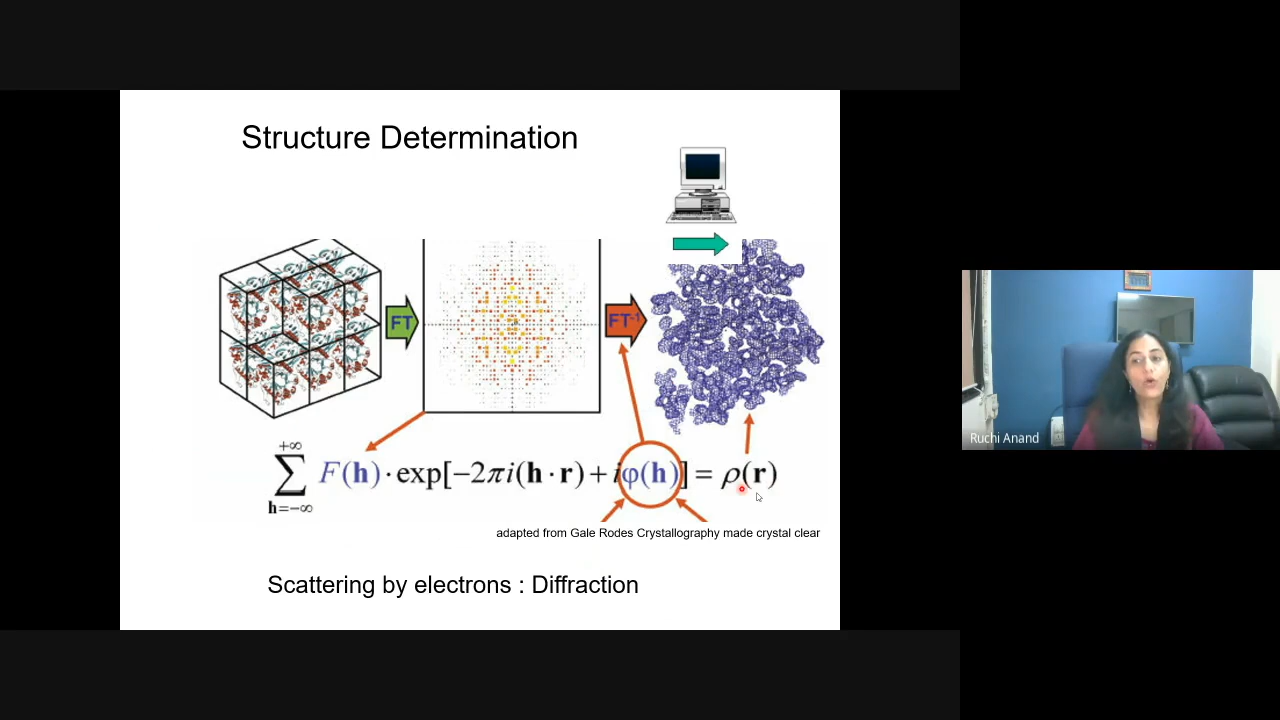 Structure Determination
FT
FT⁻¹
+∞
∑ F(h)·exp[−2πi(h·r)+iφ(h)] = ρ(r)
h=−∞
adapted from Gale Rodes Crystallography made crystal clear
Scattering by electrons : Diffraction
Ruchi Anand